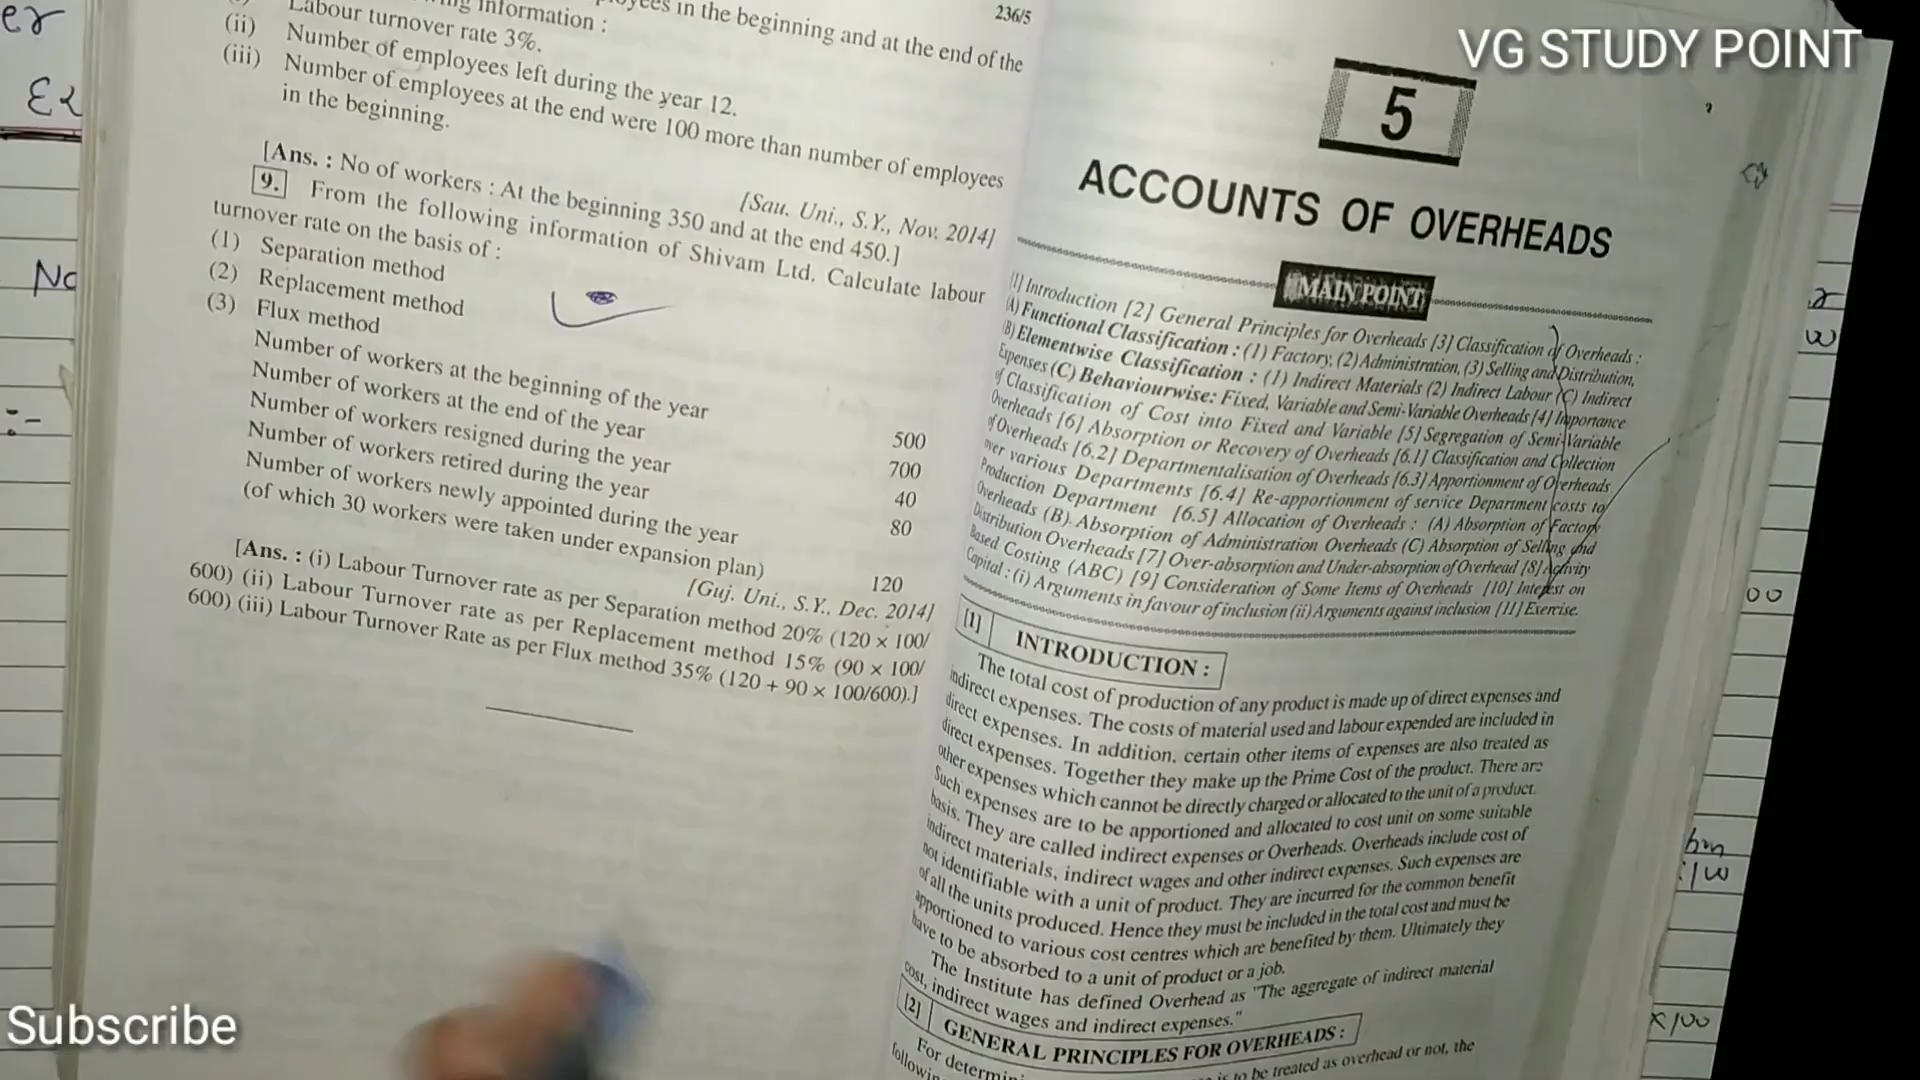 VG STUDY POINT
Subscribe
236/5
employees in the beginning and at the end of the
information :
Labour turnover rate 3%.
(ii) Number of employees left during the year 12.
(iii) Number of employees at the end were 100 more than number of employees
in the beginning.
[Sau. Uni., S.Y., Nov. 2014]
[Ans. : No of workers : At the beginning 350 and at the end 450.]
9. From the following information of Shivam Ltd. Calculate labour
turnover rate on the basis of :
(1) Separation method
(2) Replacement method
(3) Flux method
Number of workers at the beginning of the year 500
Number of workers at the end of the year 700
Number of workers resigned during the year 40
Number of workers retired during the year 80
Number of workers newly appointed during the year
(of which 30 workers were taken under expansion plan) 120
[Guj. Uni., S.Y., Dec. 2014]
[Ans. : (i) Labour Turnover rate as per Separation method 20% (120 × 100/
600) (ii) Labour Turnover rate as per Replacement method 15% (90 × 100/
600) (iii) Labour Turnover Rate as per Flux method 35% (120 + 90 × 100/600).]
5
ACCOUNTS OF OVERHEADS
MAIN POINT
[1] Introduction [2] General Principles for Overheads [3] Classification of Overheads :
(A) Functional Classification : (1) Factory, (2) Administration, (3) Selling and Distribution,
(B) Elementwise Classification : (1) Indirect Materials (2) Indirect Labour (C) Indirect
Expenses (C) Behaviourwise: Fixed, Variable and Semi-Variable Overheads [4] Importance
of Classification of Cost into Fixed and Variable [5] Segregation of Semi-Variable
Overheads [6] Absorption or Recovery of Overheads [6.1] Classification and Collection
of Overheads [6.2] Departmentalisation of Overheads [6.3] Apportionment of Overheads
over various Departments [6.4] Re-apportionment of service Department costs to
Production Department [6.5] Allocation of Overheads : (A) Absorption of Factory
Overheads (B). Absorption of Administration Overheads (C) Absorption of Selling and
Distribution Overheads [7] Over-absorption and Under-absorption of Overhead [8] Activity
Based Costing (ABC) [9] Consideration of Some Items of Overheads [10] Interest on
Capital : (i) Arguments in favour of inclusion (ii) Arguments against inclusion [11] Exercise.
[1] INTRODUCTION :
The total cost of production of any product is made up of direct expenses and
indirect expenses. The costs of material used and labour expended are included in
direct expenses. In addition, certain other items of expenses are also treated as
direct expenses. Together they make up the Prime Cost of the product. There are
other expenses which cannot be directly charged or allocated to the unit of a product.
Such expenses are to be apportioned and allocated to cost unit on some suitable
basis. They are called indirect expenses or Overheads. Overheads include cost of
indirect materials, indirect wages and other indirect expenses. Such expenses are
not identifiable with a unit of product. They are incurred for the common benefit
of all the units produced. Hence they must be included in the total cost and must be
apportioned to various cost centres which are benefited by them. Ultimately they
have to be absorbed to a unit of product or a job.
The Institute has defined Overhead as "The aggregate of indirect material
cost, indirect wages and indirect expenses."
[2] GENERAL PRINCIPLES FOR OVERHEADS :
is to be treated as overhead or not, the
No
:-
00
x100